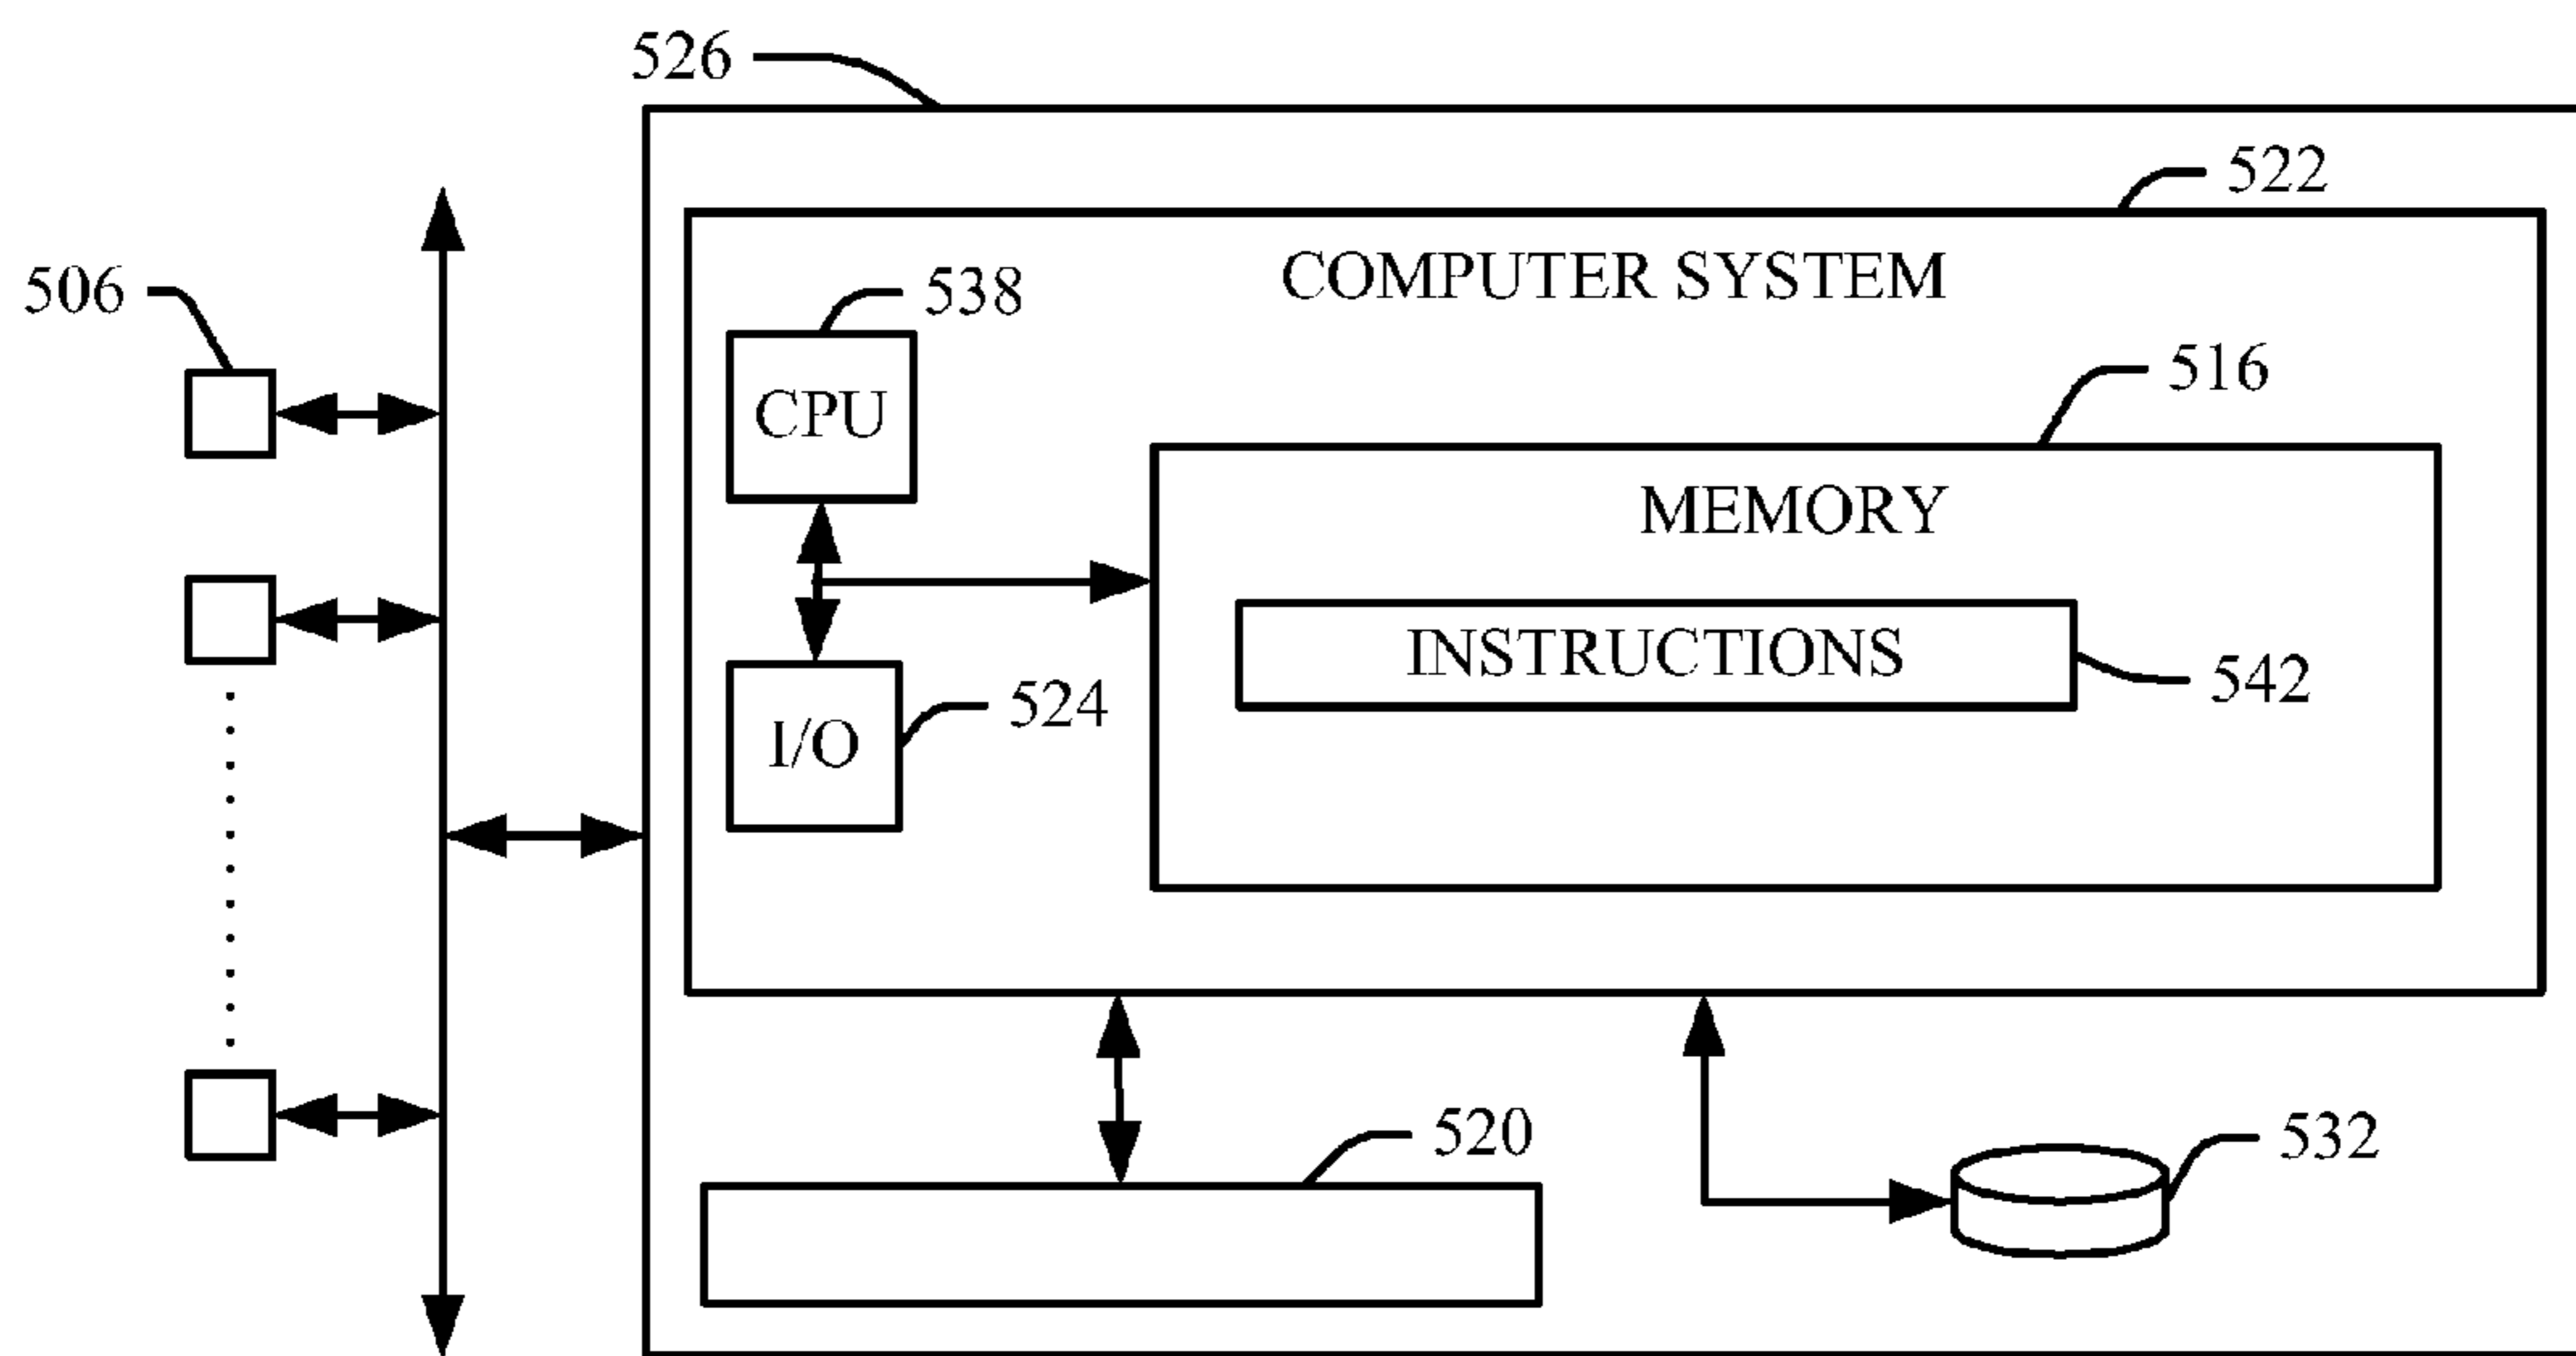 526
522
COMPUTER SYSTEM
506
538
CPU
516
MEMORY
INSTRUCTIONS
542
524
I/O
520
532